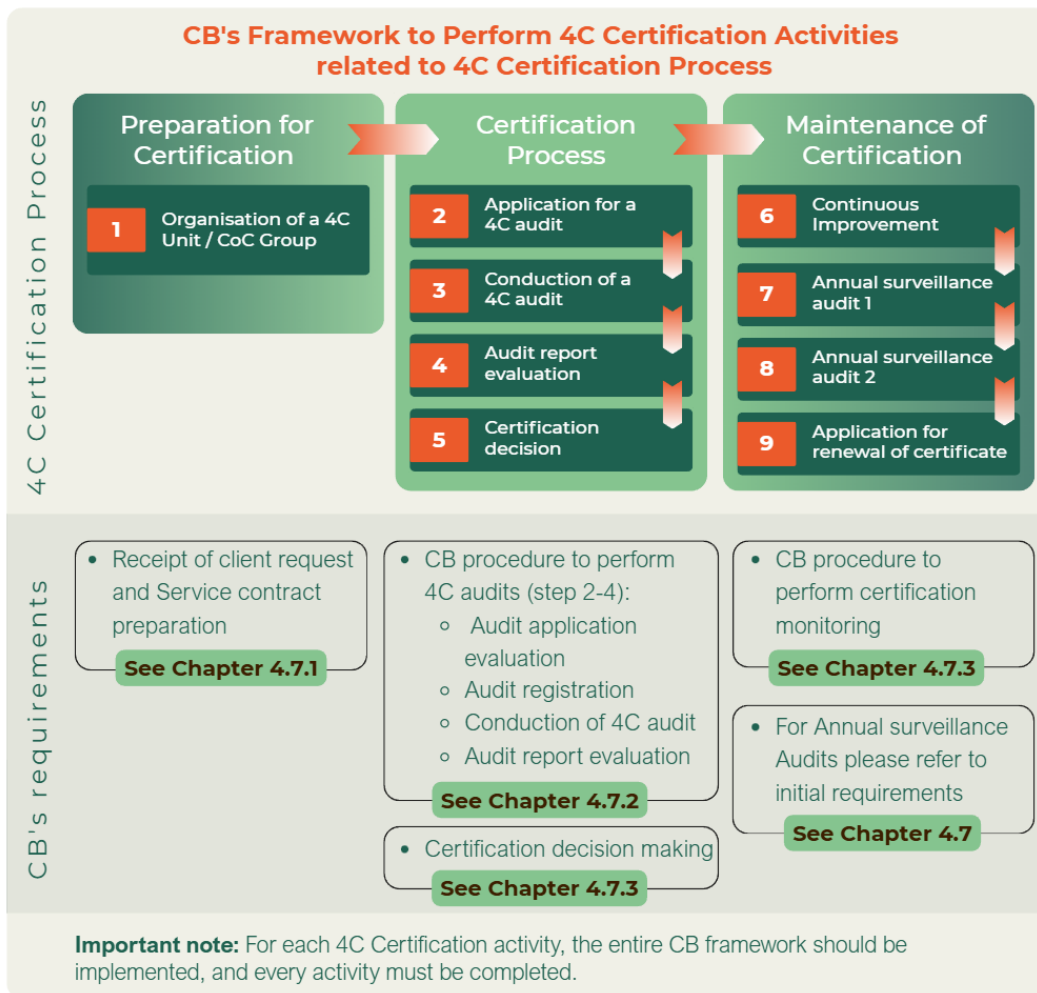 CB's Framework to Perform 4C Certification Activities
related to 4C Certification Process
4C Certification Process
Preparation for
Certification
1
Organisation of a 4C
Unit / CoC Group
Certification
Process
2
Application for a
4C audit
3
Conduction of a
4C audit
4
Audit report
evaluation
5
Certification
decision
Maintenance of
Certification
6
Continuous
Improvement
7
Annual surveillance
audit 1
8
Annual surveillance
audit 2
9
Application for
renewal of certificate
CB's requirements
• Receipt of client request
and Service contract
preparation
See Chapter 4.7.1
• CB procedure to perform
4C audits (step 2-4):
○ Audit application
evaluation
○ Audit registration
○ Conduction of 4C audit
○ Audit report evaluation
See Chapter 4.7.2
• Certification decision making
See Chapter 4.7.3
• CB procedure to
perform certification
monitoring
See Chapter 4.7.3
• For Annual surveillance
Audits please refer to
initial requirements
See Chapter 4.7
Important note: For each 4C Certification activity, the entire CB framework should be
implemented, and every activity must be completed.